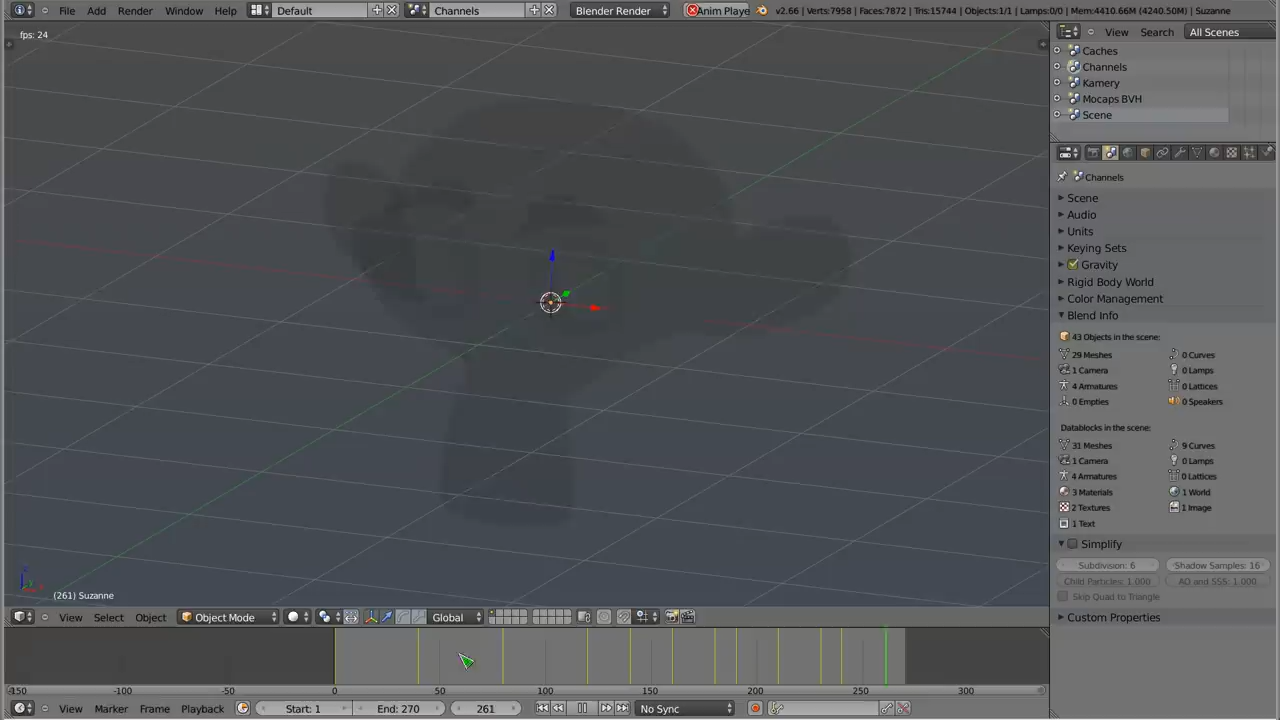 File Add Render Window Help Default Channels Blender Render Anim Playe v2.66 | Verts:7958 | Faces:7872 | Tris:15744 | Objects:1/1 | Lamps:0/0 | Mem:4410.66M (4240.50M) | Suzanne
fps: 24
View Search All Scenes
Caches
Channels
Kamery
Mocaps BVH
Scene
Channels
Scene
Audio
Units
Keying Sets
Gravity
Rigid Body World
Color Management
Blend Info
43 Objects in the scene:
29 Meshes 0 Curves
1 Camera 0 Lamps
4 Armatures 0 Lattices
0 Empties 0 Speakers
Datablocks in the scene:
31 Meshes 9 Curves
1 Camera 0 Lamps
4 Armatures 0 Lattices
3 Materials 1 World
2 Textures 1 Image
1 Text
Simplify
Subdivision: 6 Shadow Samples: 16
Child Particles: 1.000 AO and SSS: 1.000
Skip Quad to Triangle
Custom Properties
(261) Suzanne
View Select Object Object Mode Global
-150 -100 -50 0 50 100 150 200 250 300
View Marker Frame Playback Start: 1 End: 270 261 No Sync